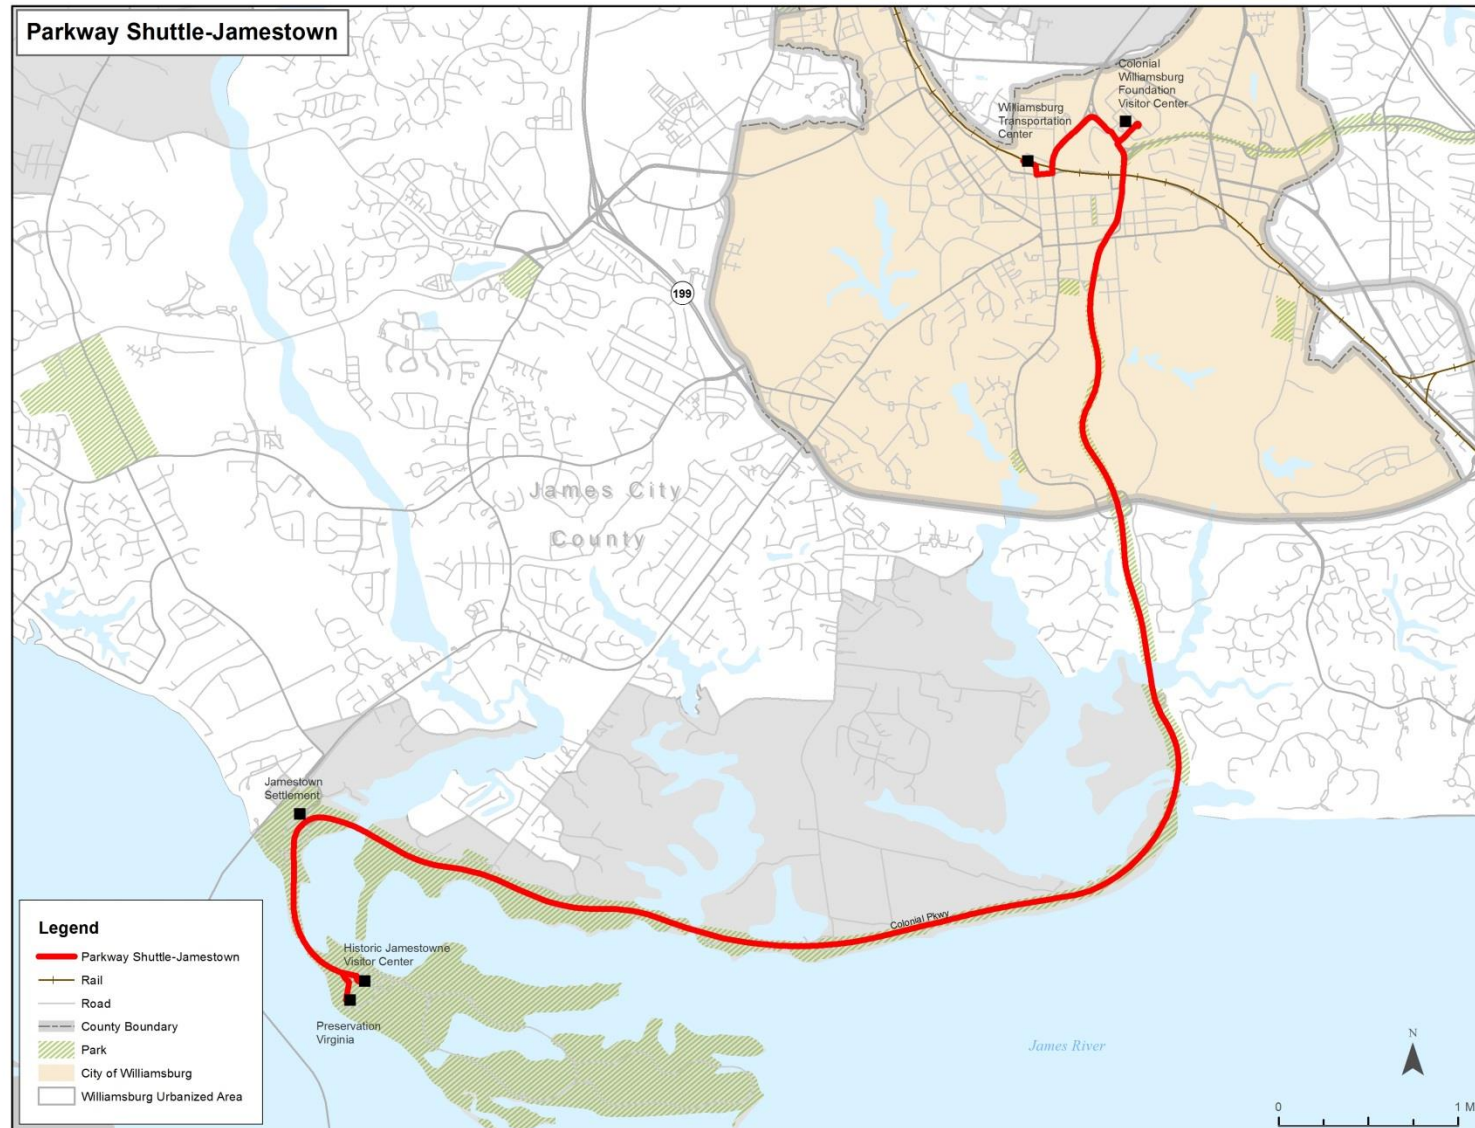 Parkway Shuttle-Jamestown
Colonial
Williamsburg
Foundation
Visitor Center
Williamsburg
Transportation
Center
199
James City
County
Jamestown
Settlement
Colonial Pkwy
Historic Jamestowne
Visitor Center
Preservation
Virginia
James River
Legend
Parkway Shuttle-Jamestown
Rail
Road
County Boundary
Park
City of Williamsburg
Williamsburg Urbanized Area
N
0 1 M